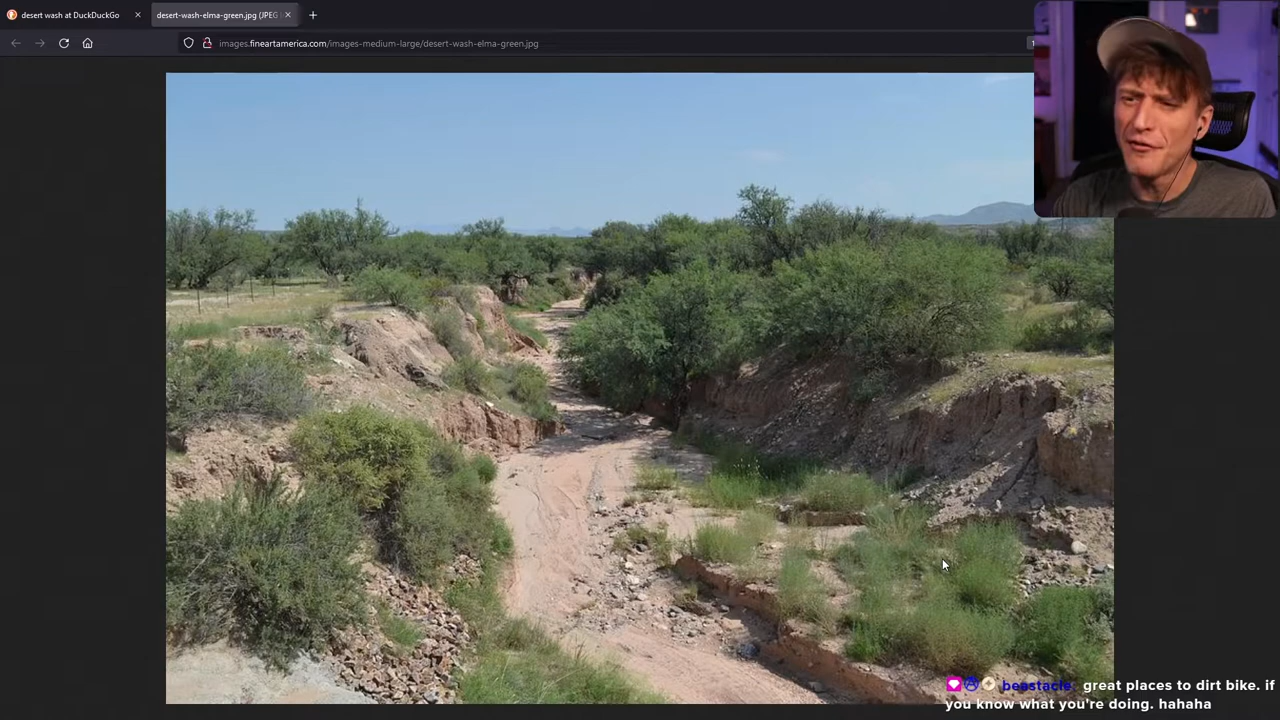 desert wash at DuckDuckGo
desert-wash-elma-green.jpg (JPEG
images.fineartamerica.com/images-medium-large/desert-wash-elma-green.jpg
beastacle: great places to dirt bike. if
you know what you're doing. hahaha